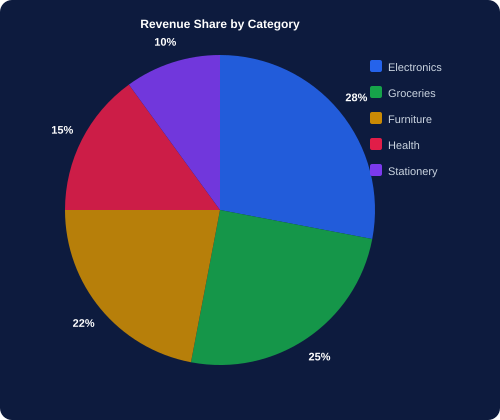 Revenue Share by Category
10%
28%
15%
22%
25%
Electronics
Groceries
Furniture
Health
Stationery